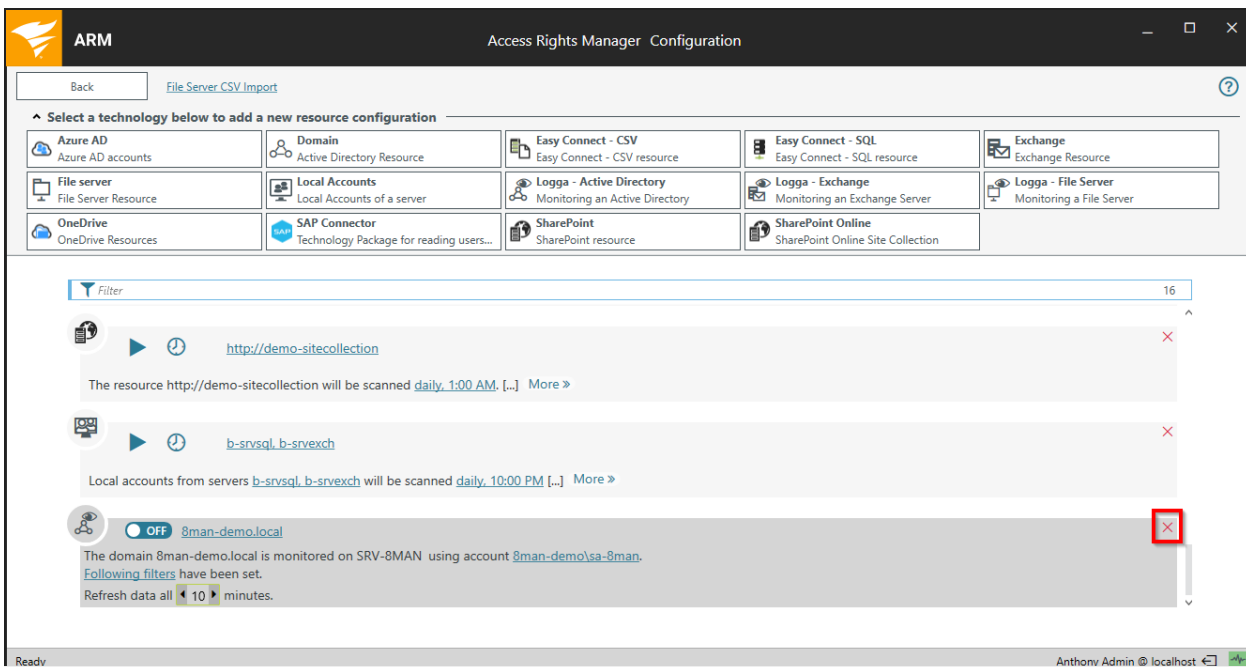 ARM
Access Rights Manager Configuration
Back
File Server CSV Import
?
Select a technology below to add a new resource configuration
Azure AD
Azure AD accounts
Domain
Active Directory Resource
Easy Connect - CSV
Easy Connect - CSV resource
Easy Connect - SQL
Easy Connect - SQL resource
Exchange
Exchange Resource
File server
File Server Resource
Local Accounts
Local Accounts of a server
Logga - Active Directory
Monitoring an Active Directory
Logga - Exchange
Monitoring an Exchange Server
Logga - File Server
Monitoring a File Server
OneDrive
OneDrive Resources
SAP
SAP Connector
Technology Package for reading users...
SharePoint
SharePoint resource
SharePoint Online
SharePoint Online Site Collection
Filter
16
http://demo-sitecollection
The resource http://demo-sitecollection will be scanned daily, 1:00 AM. [...] More »
b-srvsql, b-srvexch
Local accounts from servers b-srvsql, b-srvexch will be scanned daily, 10:00 PM [...] More »
OFF 8man-demo.local
The domain 8man-demo.local is monitored on SRV-8MAN using account 8man-demo\sa-8man.
Following filters have been set.
Refresh data all 10 minutes.
Ready
Anthony Admin @ localhost